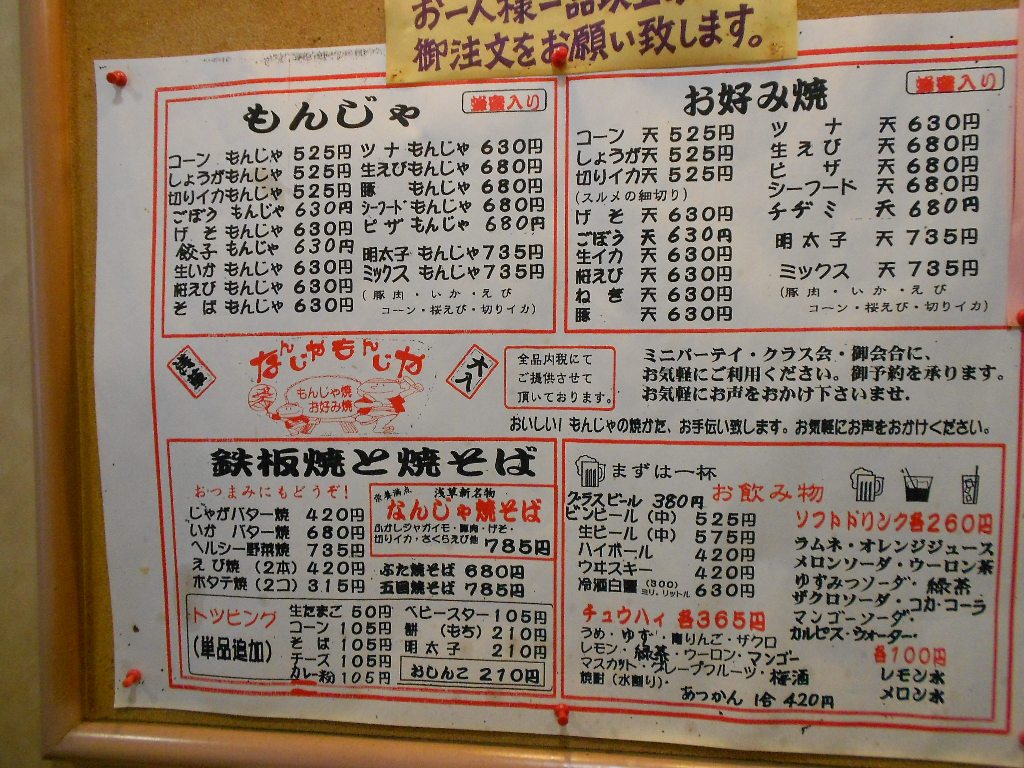 お一人様一品以上
御注文をお願い致します。
もんじゃ
蜂蜜入り
コーン もんじゃ 525円
しょうがもんじゃ 525円
切りイカもんじゃ 525円
ごぼう もんじゃ 630円
げそ もんじゃ 630円
餃子 もんじゃ 630円
生いか もんじゃ 630円
桜えび もんじゃ 630円
そば もんじゃ 630円
ツナ もんじゃ 630円
生えびもんじゃ 680円
豚 もんじゃ 680円
シーフードもんじゃ 680円
ピザ もんじゃ 680円
明太子 もんじゃ 735円
ミックス もんじゃ 735円
(豚肉・いか・えび
コーン・桜えび・切りイカ)
お好み焼
蜂蜜入り
コーン 天 525円
しょうが天 525円
切りイカ天 525円
(スルメの細切り)
げそ 天 630円
ごぼう 天 630円
生イカ 天 630円
桜えび 天 630円
ねぎ 天 630円
豚 天 630円
ツナ 天 630円
生えび 天 680円
ピザ 天 680円
シーフード 天 680円
チヂミ 天 680円
明太子 天 735円
ミックス 天 735円
(豚肉・いか・えび
コーン・桜えび・切りイカ)
なんじゃもんじゃ
もんじゃ焼
お好み焼
大入
全品内税にて
ご提供させて
頂いております。
ミニパーテイ・クラス会・御会合に、
お気軽にご利用ください。御予約を承ります。
お気軽にお声をおかけ下さいませ.
おいしい! もんじゃの焼かた、お手伝い致します。お気軽にお声をおかけください。
鉄板焼と焼そば
おつまみにもどうぞ!
じゃがバター焼 420円
いか バター焼 680円
ヘルシー野菜焼 735円
えび焼(2本) 420円
ホタテ焼(2コ) 315円
栄養満点 浅草新名物
なんじゃ焼そば
ふかしジャガイモ・豚肉・げそ・
切りイカ・さくらえび他 785円
ぶた焼そば 680円
五目焼そば 785円
トッピング
(単品追加)
生たまご 50円
コーン 105円
そば 105円
チーズ 105円
カレー粉 105円
ベビースター 105円
餅 (もち) 210円
明太子 210円
おしんこ 210円
まずは一杯
お飲み物
グラスビール 380円
ビンビール(中) 525円
生ビール(中) 575円
ハイボール 420円
ウヰスキー 420円
冷酒白鷹 (300ミリ.リットル) 630円
チュウハイ 各365円
うめ・ゆず・青りんご・ザクロ
レモン・緑茶・ウーロン・マンゴー
マスカット・グレープフルーツ・梅酒
焼酎(水割り)・
あつかん 1合 420円
ソフトドリンク各260円
ラムネ・オレンジジュース
メロンソーダ・ウーロン茶
ゆずみつソーダ・緑茶
ザクロソーダ・コカ・コーラ
マンゴーソーダ・
カルピス・ウォーター・
各100円
レモン水
メロン水